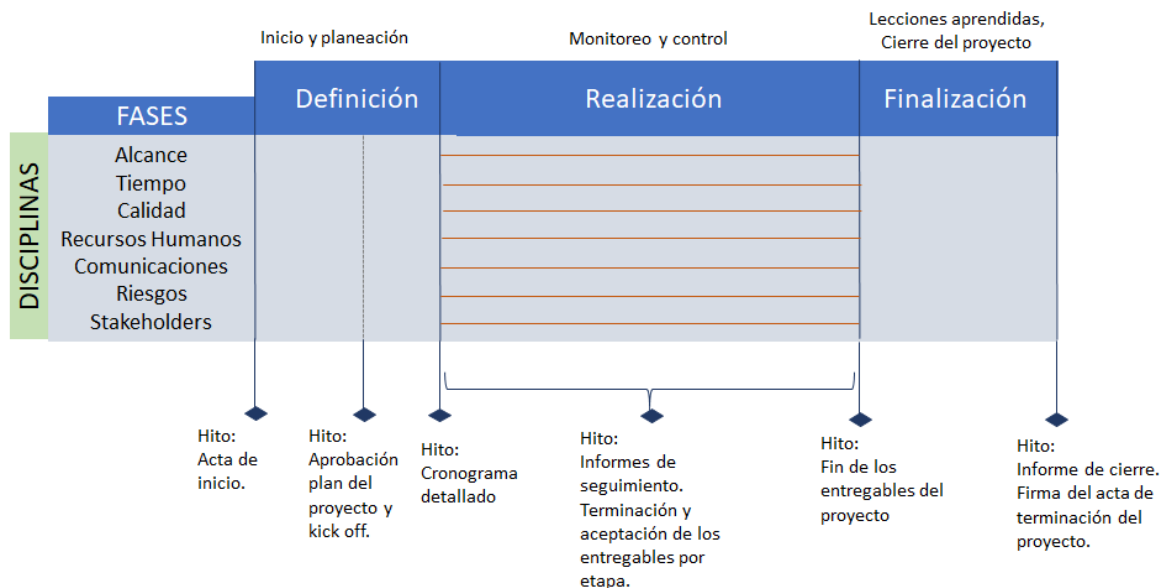 Inicio y planeación
Monitoreo y control
Lecciones aprendidas,
Cierre del proyecto
Definición
Realización
Finalización
FASES
DISCIPLINAS
Alcance
Tiempo
Calidad
Recursos Humanos
Comunicaciones
Riesgos
Stakeholders
Hito:
Acta de
inicio.
Hito:
Aprobación
plan del
proyecto y
kick off.
Hito:
Cronograma
detallado
Hito:
Informes de
seguimiento.
Terminación y
aceptación de los
entregables por
etapa.
Hito:
Fin de los
entregables del
proyecto
Hito:
Informe de cierre.
Firma del acta de
terminación del
proyecto.